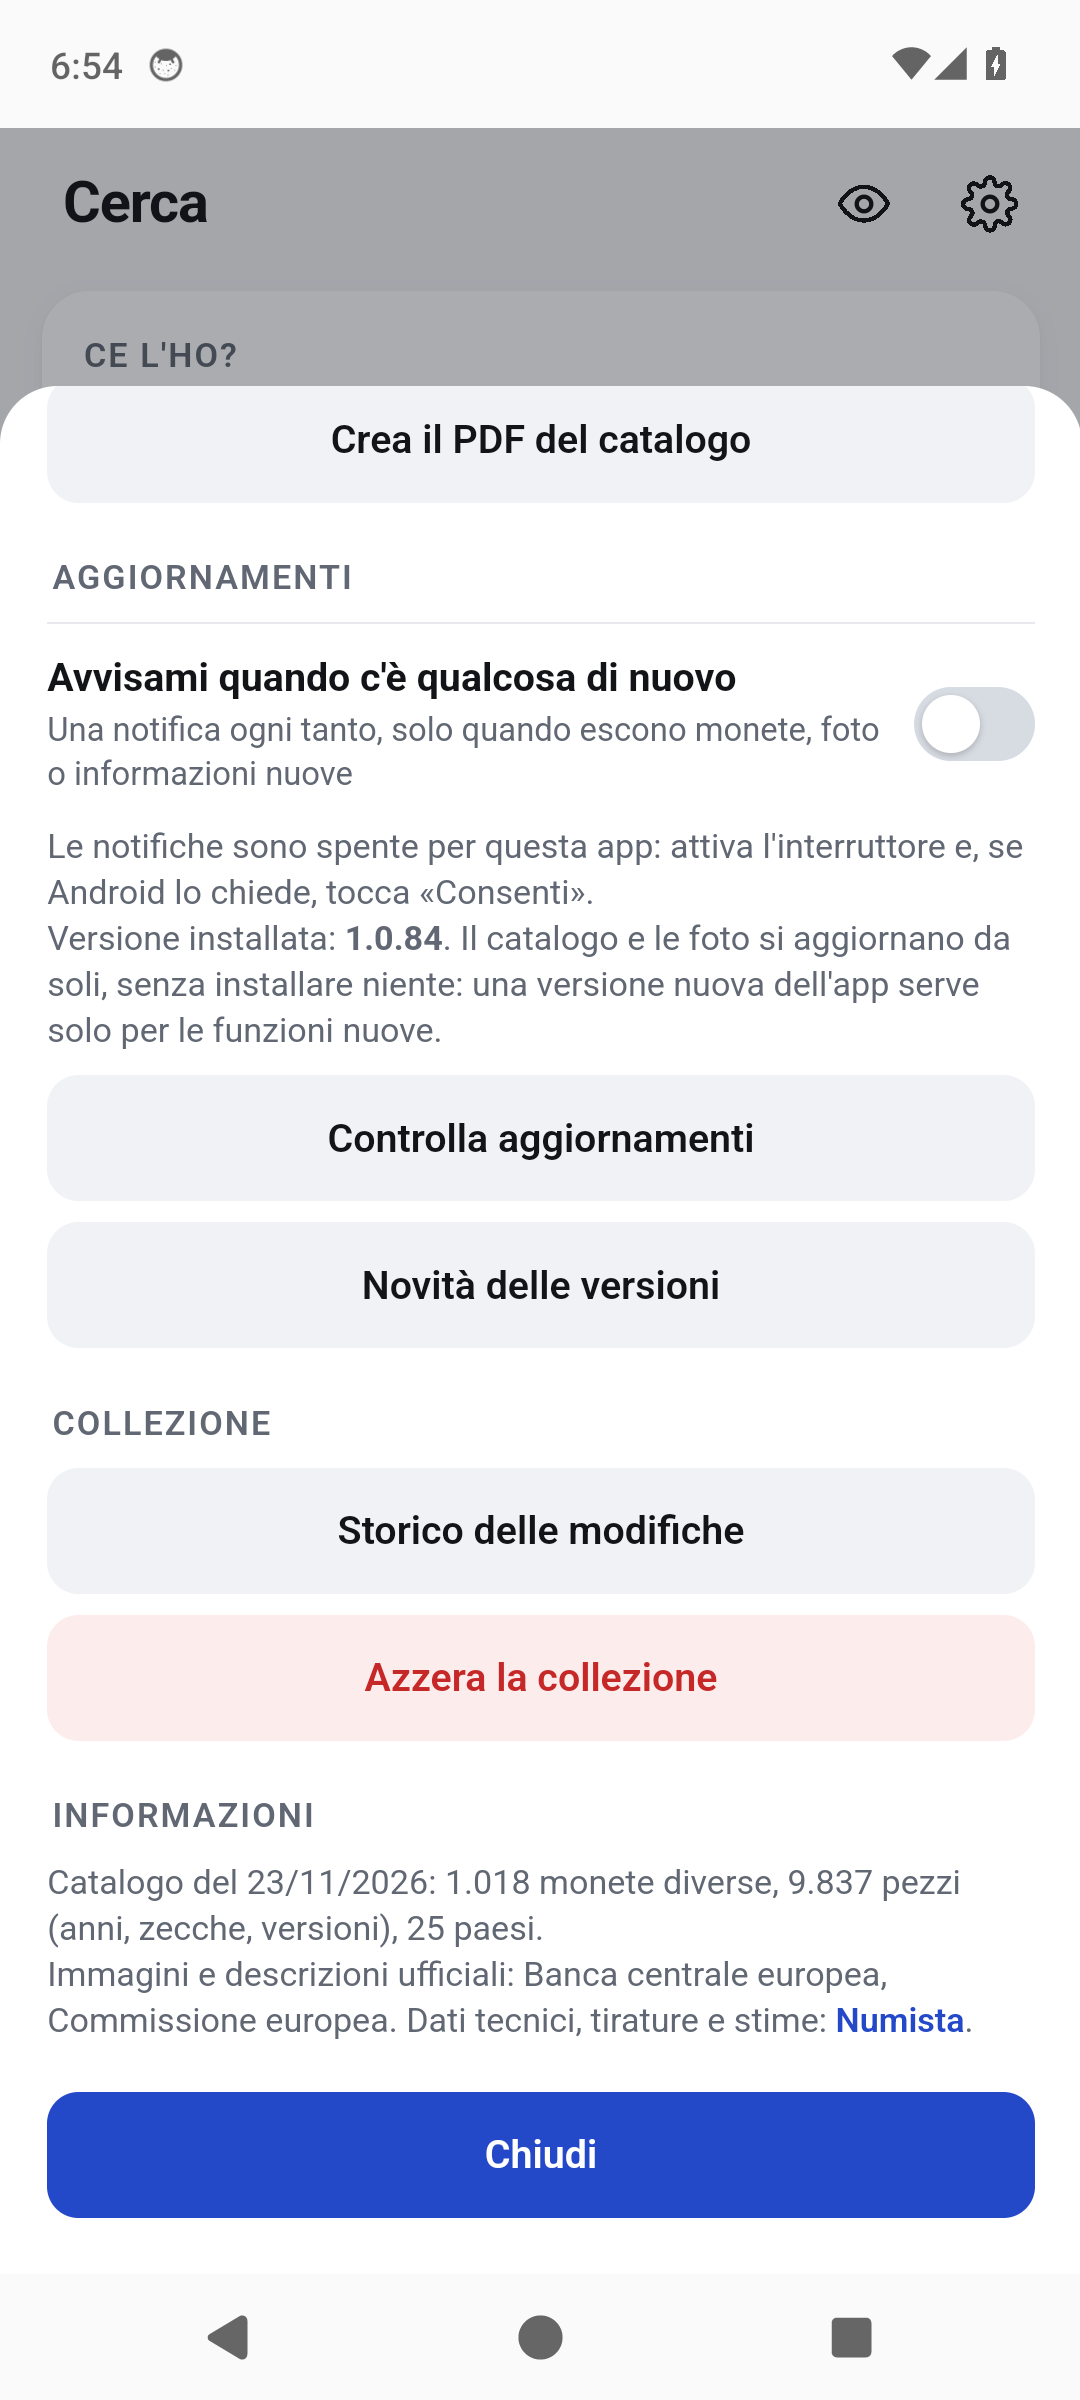 6:54
Cerca
CE L'HO?
Crea il PDF del catalogo
AGGIORNAMENTI
Avvisami quando c'è qualcosa di nuovo
Una notifica ogni tanto, solo quando escono monete, foto
o informazioni nuove
Le notifiche sono spente per questa app: attiva l'interruttore e, se
Android lo chiede, tocca «Consenti».
Versione installata: 1.0.84. Il catalogo e le foto si aggiornano da
soli, senza installare niente: una versione nuova dell'app serve
solo per le funzioni nuove.
Controlla aggiornamenti
Novità delle versioni
COLLEZIONE
Storico delle modifiche
Azzera la collezione
INFORMAZIONI
Catalogo del 23/11/2026: 1.018 monete diverse, 9.837 pezzi
(anni, zecche, versioni), 25 paesi.
Immagini e descrizioni ufficiali: Banca centrale europea,
Commissione europea. Dati tecnici, tirature e stime: Numista.
Chiudi